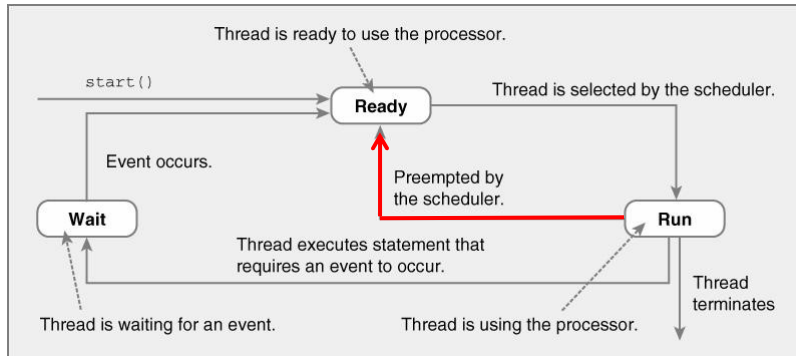 Thread is ready to use the processor.
start()
Ready
Thread is selected by the scheduler.
Event occurs.
Preempted by
the scheduler.
Wait
Run
Thread executes statement that
requires an event to occur.
Thread
terminates
Thread is waiting for an event.
Thread is using the processor.